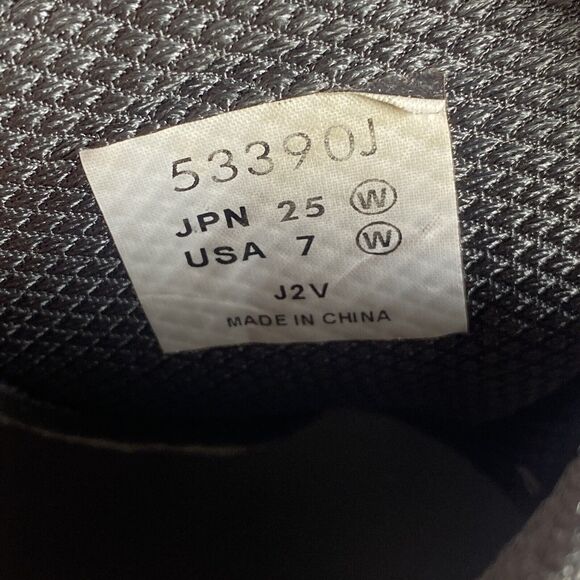 53390J
JPN 25 Ⓦ
USA 7 Ⓦ
J2V
MADE IN CHINA